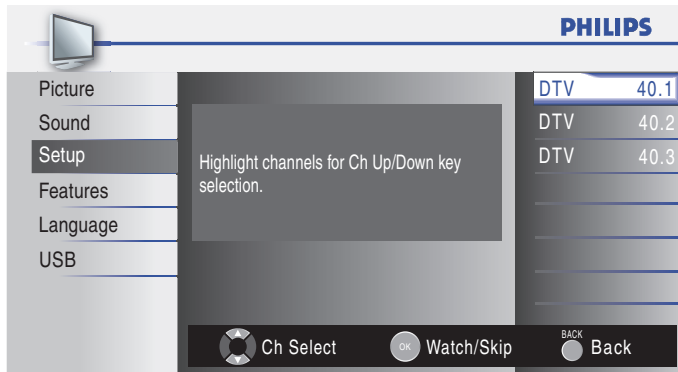 PHILIPS
Picture
Sound
Setup
Features
Language
USB
Highlight channels for Ch Up/Down key
selection.
DTV 40.1
DTV 40.2
DTV 40.3
Ch Select
OK Watch/Skip
BACK Back